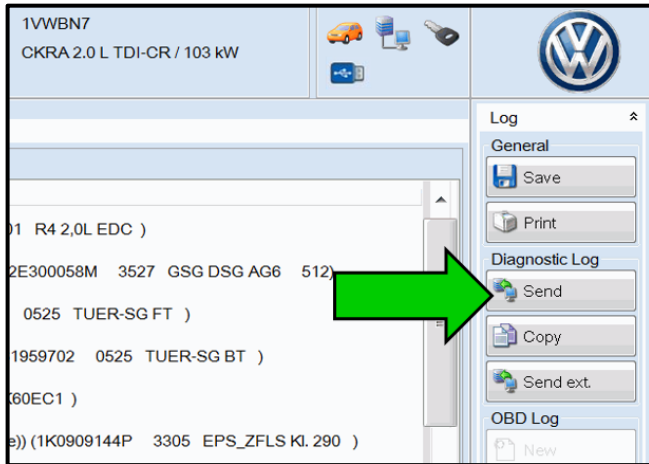 1VWBN7
CKRA 2.0 L TDI-CR / 103 kW
Log
General
Save
Print
Diagnostic Log
Send
Copy
Send ext.
OBD Log
New
R4 2,0L EDC )
2E300058M 3527 GSG DSG AG6 512)
0525 TUER-SG FT )
1959702 0525 TUER-SG BT )
K60EC1 )
e)) (1K0909144P 3305 EPS_ZFLS Kl. 290 )